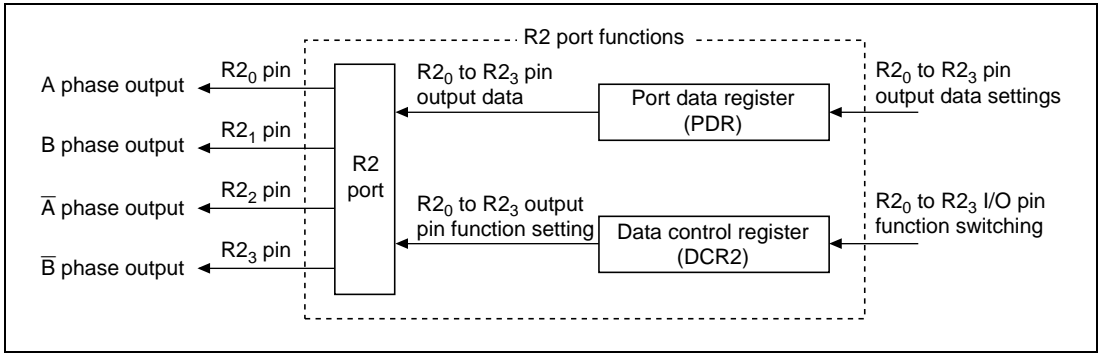 R2 port functions
A phase output
R2₀ pin
B phase output
R2₁ pin
A̅ phase output
R2₂ pin
B̅ phase output
R2₃ pin
R2
port
R2₀ to R2₃ pin
output data
Port data register
(PDR)
R2₀ to R2₃ pin
output data settings
R2₀ to R2₃ output
pin function setting
Data control register
(DCR2)
R2₀ to R2₃ I/O pin
function switching